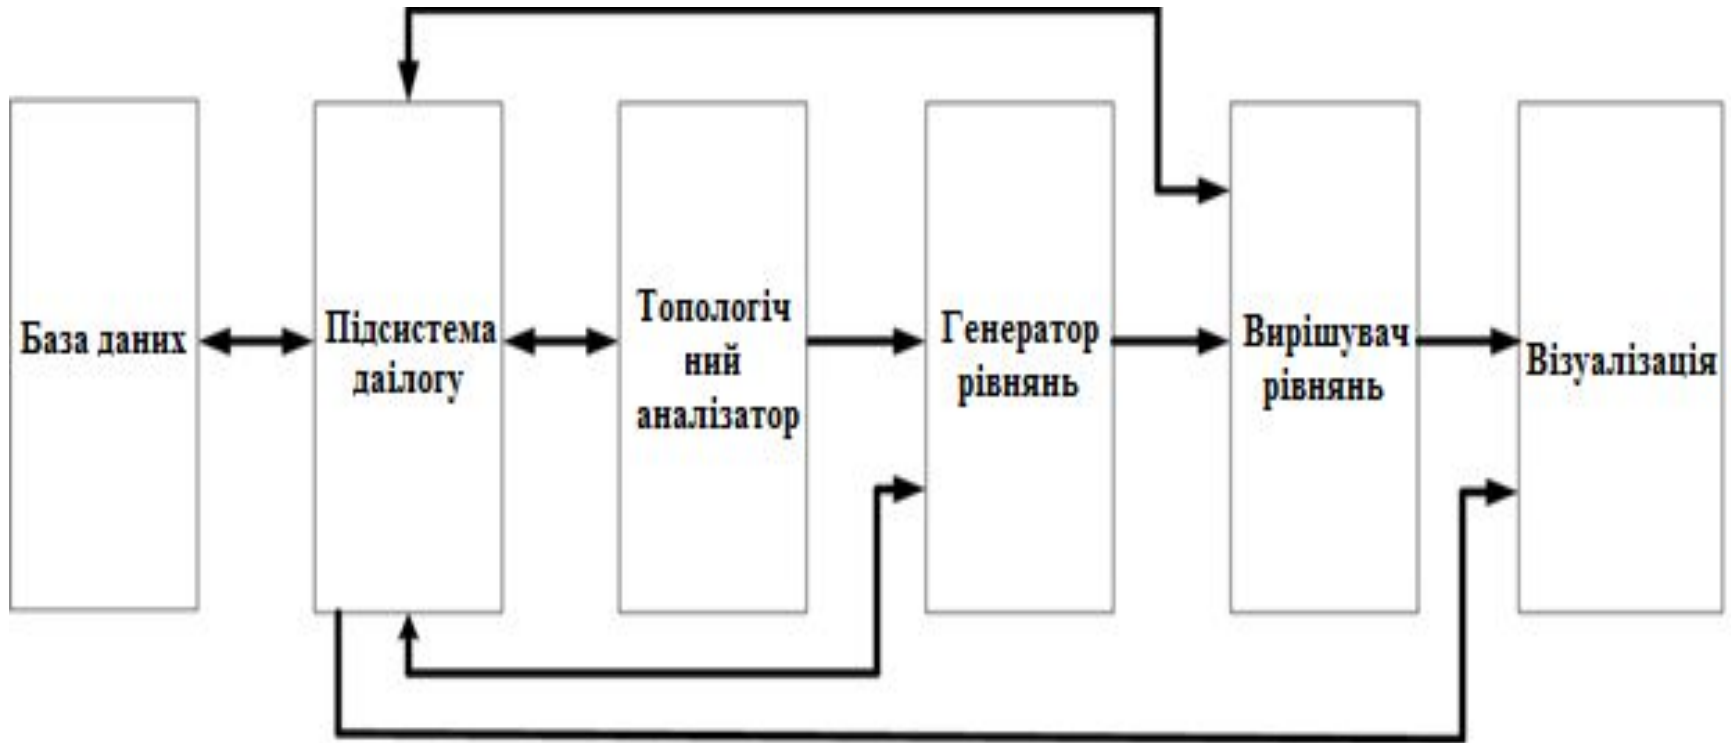 База даних
Підсистема
даілогу
Топологіч
ний
аналізатор
Генератор
рівнянь
Вирішувач
рівнянь
Візуалізація